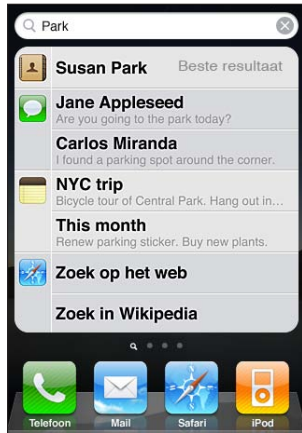 Park
Susan Park Beste resultaat
Jane Appleseed
Are you going to the park today?
Carlos Miranda
I found a parking spot around the corner.
NYC trip
Bicycle tour of Central Park. Hang out in...
This month
Renew parking sticker. Buy new plants.
Zoek op het web
Zoek in Wikipedia
Telefoon Mail Safari iPod